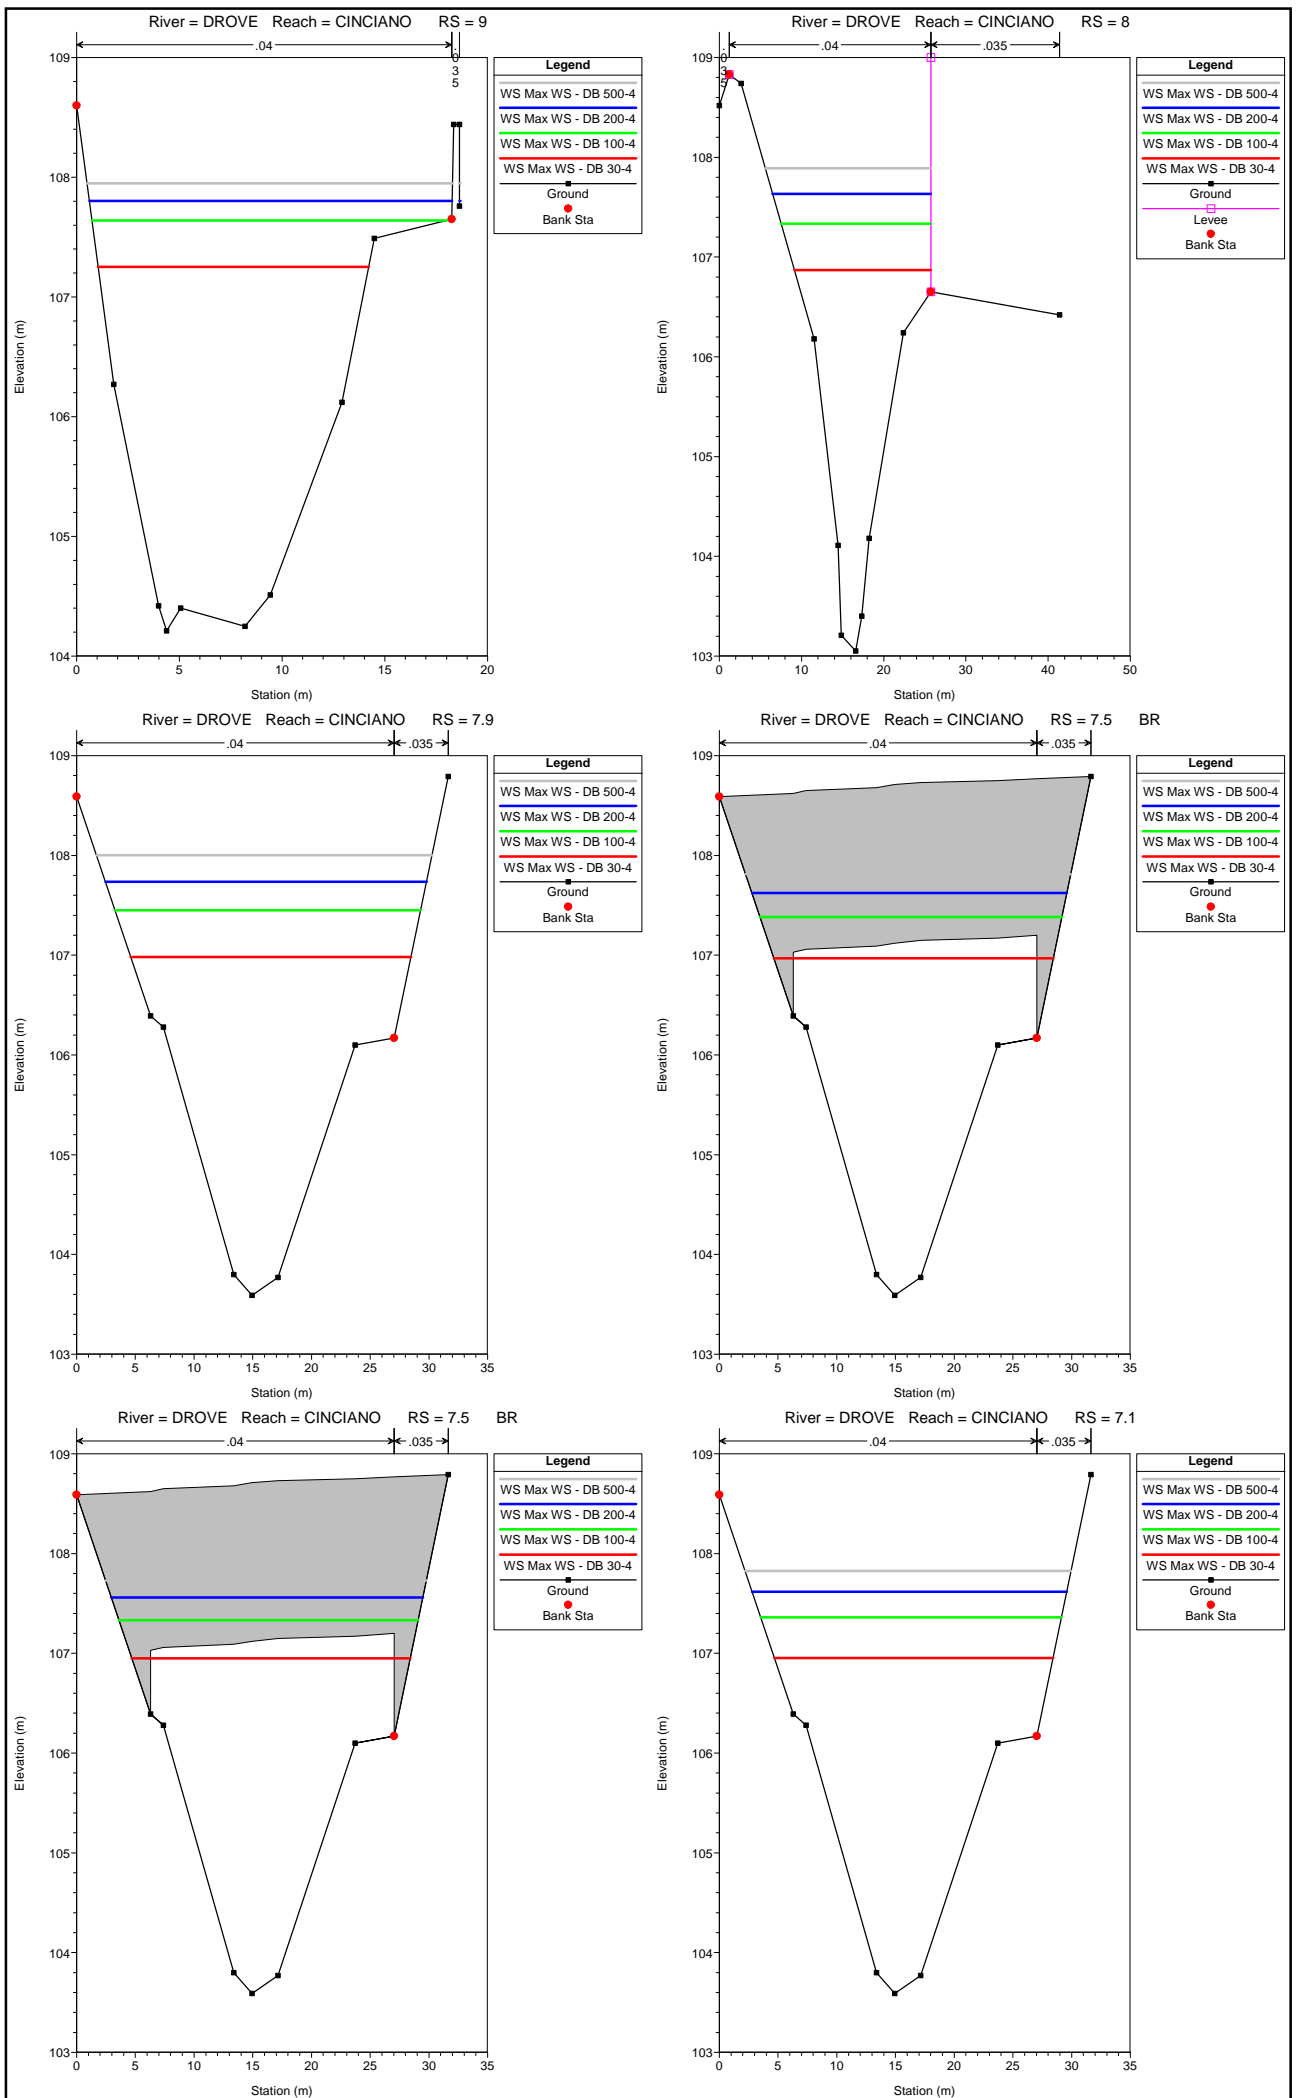 River = DROVE Reach = CINCIANO RS = 9
.04
.035
109
108
107
106
105
104
0
5
10
15
20
Elevation (m)
Station (m)
Legend
WS Max WS - DB 500-4
WS Max WS - DB 200-4
WS Max WS - DB 100-4
WS Max WS - DB 30-4
Ground
Bank Sta
River = DROVE Reach = CINCIANO RS = 8
.035
.04
.035
109
108
107
106
105
104
103
0
10
20
30
40
50
Elevation (m)
Station (m)
Legend
WS Max WS - DB 500-4
WS Max WS - DB 200-4
WS Max WS - DB 100-4
WS Max WS - DB 30-4
Ground
Levee
Bank Sta
River = DROVE Reach = CINCIANO RS = 7.9
.04
.035
109
108
107
106
105
104
103
0
5
10
15
20
25
30
35
Elevation (m)
Station (m)
Legend
WS Max WS - DB 500-4
WS Max WS - DB 200-4
WS Max WS - DB 100-4
WS Max WS - DB 30-4
Ground
Bank Sta
River = DROVE Reach = CINCIANO RS = 7.5 BR
.04
.035
109
108
107
106
105
104
103
0
5
10
15
20
25
30
35
Elevation (m)
Station (m)
Legend
WS Max WS - DB 500-4
WS Max WS - DB 200-4
WS Max WS - DB 100-4
WS Max WS - DB 30-4
Ground
Bank Sta
River = DROVE Reach = CINCIANO RS = 7.5 BR
.04
.035
109
108
107
106
105
104
103
0
5
10
15
20
25
30
35
Elevation (m)
Station (m)
Legend
WS Max WS - DB 500-4
WS Max WS - DB 200-4
WS Max WS - DB 100-4
WS Max WS - DB 30-4
Ground
Bank Sta
River = DROVE Reach = CINCIANO RS = 7.1
.04
.035
109
108
107
106
105
104
103
0
5
10
15
20
25
30
35
Elevation (m)
Station (m)
Legend
WS Max WS - DB 500-4
WS Max WS - DB 200-4
WS Max WS - DB 100-4
WS Max WS - DB 30-4
Ground
Bank Sta